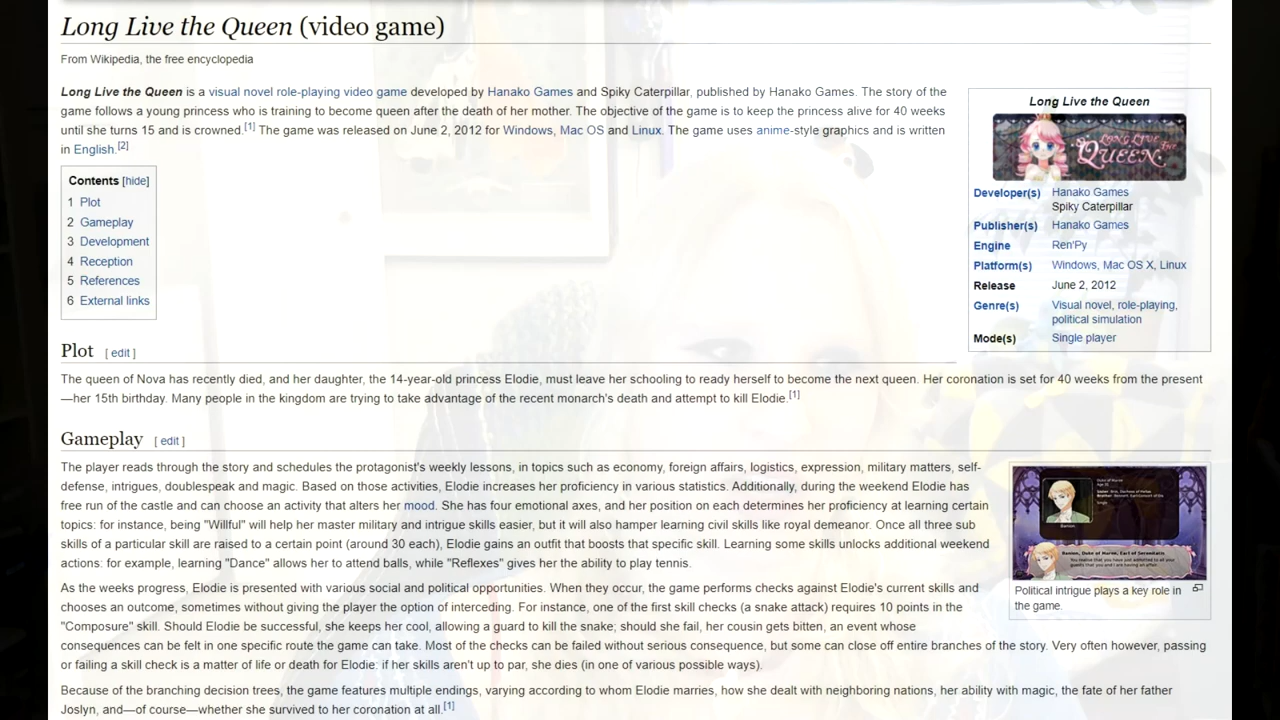 Long Live the Queen (video game)
From Wikipedia, the free encyclopedia
Long Live the Queen is a visual novel role-playing video game developed by Hanako Games and Spiky Caterpillar, published by Hanako Games. The story of the
game follows a young princess who is training to become queen after the death of her mother. The objective of the game is to keep the princess alive for 40 weeks
until she turns 15 and is crowned.[1] The game was released on June 2, 2012 for Windows, Mac OS and Linux. The game uses anime-style graphics and is written
in English.[2]
Contents [hide]
1 Plot
2 Gameplay
3 Development
4 Reception
5 References
6 External links
Long Live the Queen
LONG LIVE THE QUEEN
Developer(s) Hanako Games
Spiky Caterpillar
Publisher(s) Hanako Games
Engine Ren'Py
Platform(s) Windows, Mac OS X, Linux
Release June 2, 2012
Genre(s) Visual novel, role-playing,
political simulation
Mode(s) Single player
Plot [ edit ]
The queen of Nova has recently died, and her daughter, the 14-year-old princess Elodie, must leave her schooling to ready herself to become the next queen. Her coronation is set for 40 weeks from the present
—her 15th birthday. Many people in the kingdom are trying to take advantage of the recent monarch's death and attempt to kill Elodie.[1]
Gameplay [ edit ]
The player reads through the story and schedules the protagonist's weekly lessons, in topics such as economy, foreign affairs, logistics, expression, military matters, self-
defense, intrigues, doublespeak and magic. Based on those activities, Elodie increases her proficiency in various statistics. Additionally, during the weekend Elodie has
free run of the castle and can choose an activity that alters her mood. She has four emotional axes, and her position on each determines her proficiency at learning certain
topics: for instance, being "Willful" will help her master military and intrigue skills easier, but it will also hamper learning civil skills like royal demeanor. Once all three sub
skills of a particular skill are raised to a certain point (around 30 each), Elodie gains an outfit that boosts that specific skill. Learning some skills unlocks additional weekend
actions: for example, learning "Dance" allows her to attend balls, while "Reflexes" gives her the ability to play tennis.
As the weeks progress, Elodie is presented with various social and political opportunities. When they occur, the game performs checks against Elodie's current skills and
chooses an outcome, sometimes without giving the player the option of interceding. For instance, one of the first skill checks (a snake attack) requires 10 points in the
"Composure" skill. Should Elodie be successful, she keeps her cool, allowing a guard to kill the snake; should she fail, her cousin gets bitten, an event whose
consequences can be felt in one specific route the game can take. Most of the checks can be failed without serious consequence, but some can close off entire branches of the story. Very often however, passing
or failing a skill check is a matter of life or death for Elodie: if her skills aren't up to par, she dies (in one of various possible ways).
Political intrigue plays a key role in
the game.
Because of the branching decision trees, the game features multiple endings, varying according to whom Elodie marries, how she dealt with neighboring nations, her ability with magic, the fate of her father
Joslyn, and—of course—whether she survived to her coronation at all.[1]